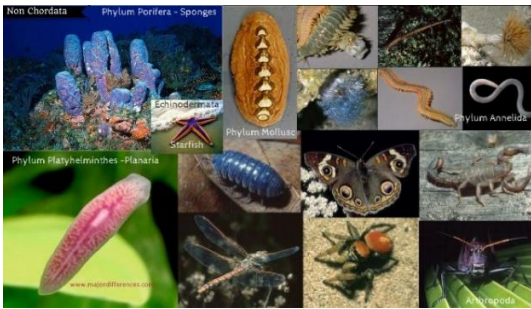 Non Chordata
Phylum Porifera - Sponges
Echinodermata
Starfish
Phylum Mollusc
Phylum Annelida
Phylum Platyhelminthes -Planaria
www.majordifferences.com
Arthropoda